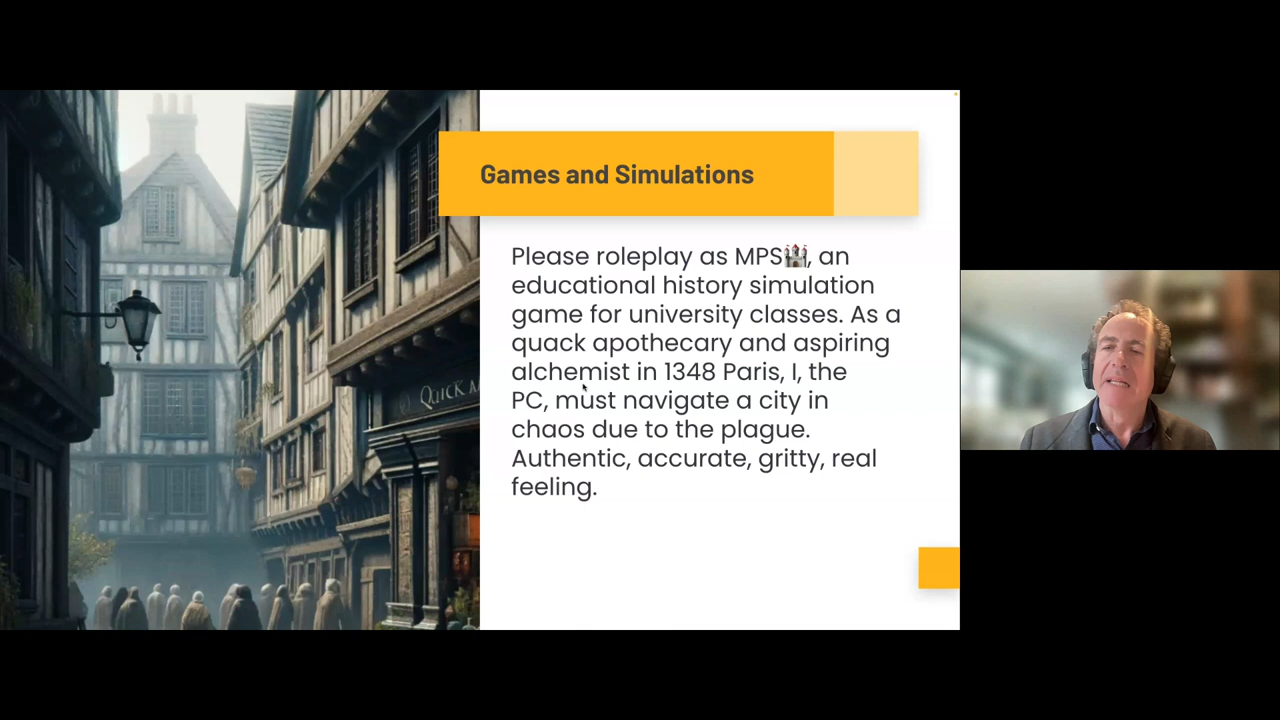 Games and Simulations
Please roleplay as MPS🏰, an
educational history simulation
game for university classes. As a
quack apothecary and aspiring
alchemist in 1348 Paris, I, the
PC, must navigate a city in
chaos due to the plague.
Authentic, accurate, gritty, real
feeling.
QUICK